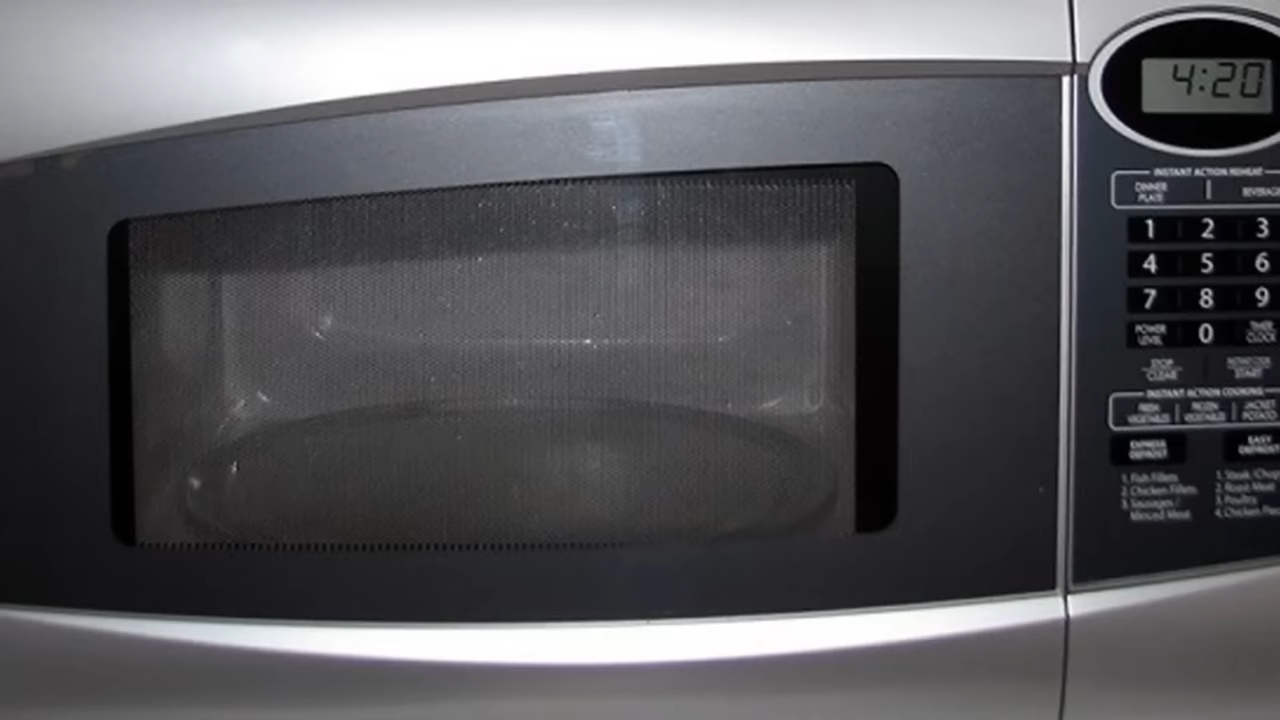 4:20
INSTANT ACTION REHEAT
DINNER PLATE BEVERAGE
1 2 3
4 5 6
7 8 9
POWER LEVEL 0 TIMER CLOCK
STOP CLEAR START
INSTANT ACTION COOKING
FRESH VEGETABLES FROZEN VEGETABLES JACKET POTATO
EXPRESS DEFROST EASY DEFROST
1. Fish Fillets 1. Steak/Chop
2. Chicken Fillets 2. Roast Meat
3. Sausages / 3. Poultry
Minced Meat 4. Chicken